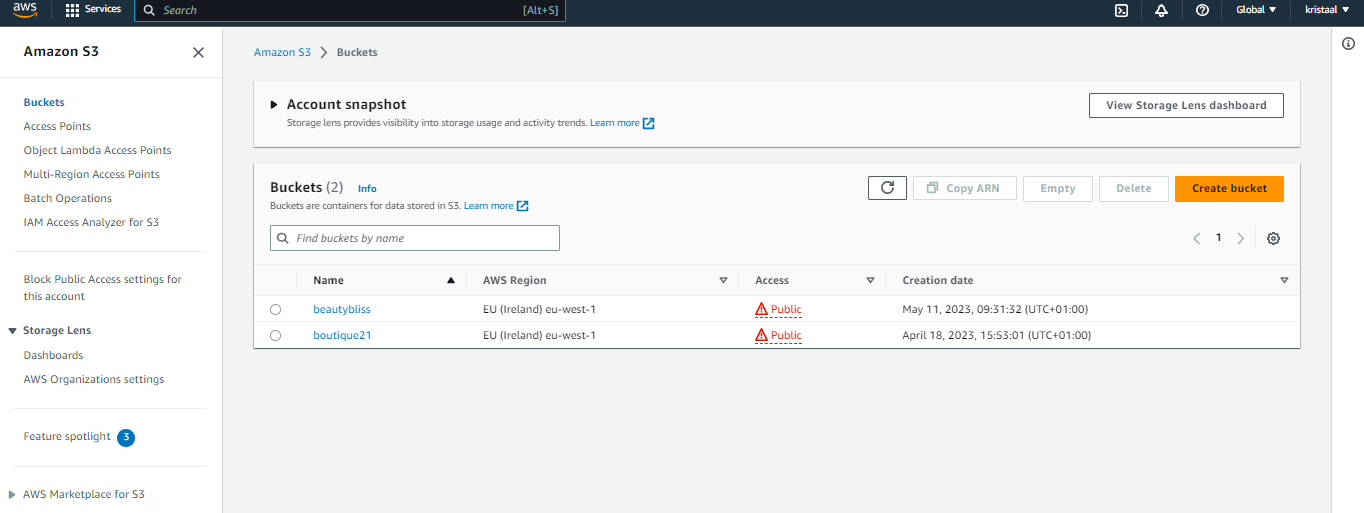 aws
Services
Search
[Alt+S]
Global
kristaal
Amazon S3
Buckets
Access Points
Object Lambda Access Points
Multi-Region Access Points
Batch Operations
IAM Access Analyzer for S3
Block Public Access settings for
this account
Storage Lens
Dashboards
AWS Organizations settings
Feature spotlight 3
AWS Marketplace for S3
Amazon S3 > Buckets
Account snapshot
Storage lens provides visibility into storage usage and activity trends. Learn more
View Storage Lens dashboard
Buckets (2) Info
Buckets are containers for data stored in S3. Learn more
Copy ARN
Empty
Delete
Create bucket
Find buckets by name
1
Name AWS Region Access Creation date
beautybliss EU (Ireland) eu-west-1 Public May 11, 2023, 09:31:32 (UTC+01:00)
boutique21 EU (Ireland) eu-west-1 Public April 18, 2023, 15:53:01 (UTC+01:00)